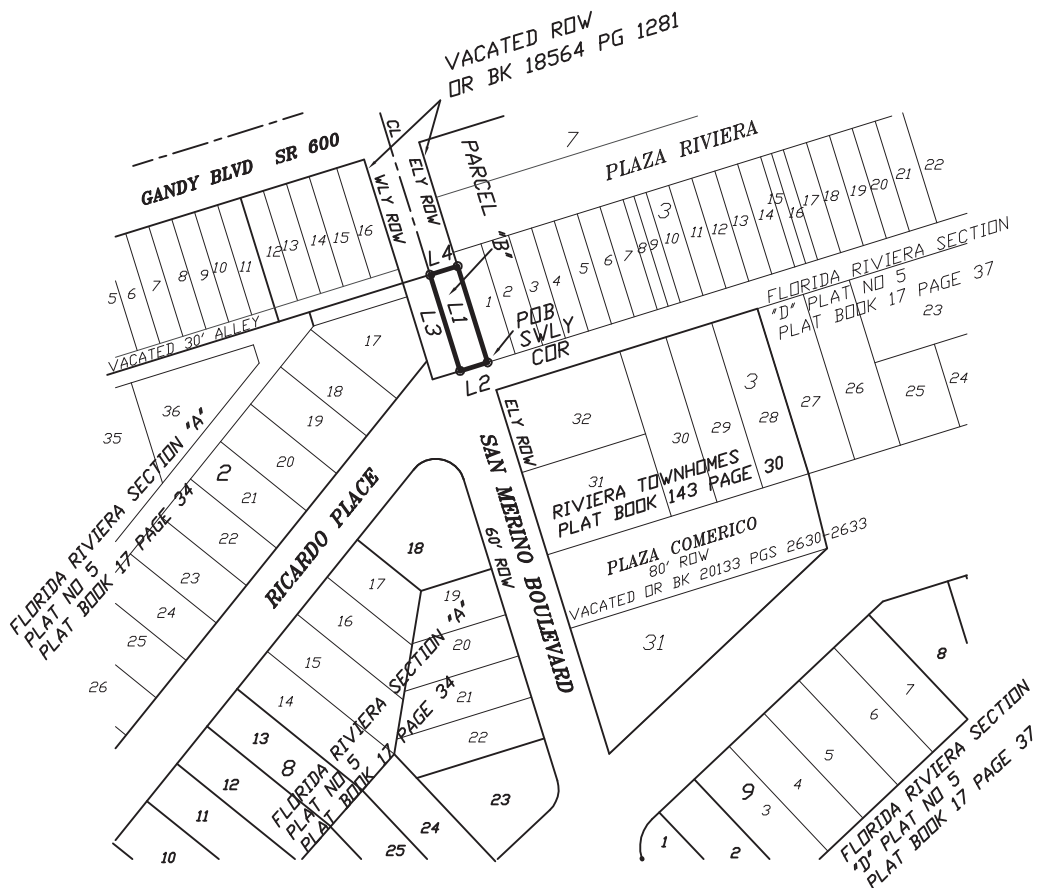 VACATED ROW
OR BK 18564 PG 1281
GANDY BLVD SR 600
CL
WLY ROW
ELY ROW
PARCEL
"B"
7
PLAZA RIVIERA
5
6
7
8
9
10
11
12
13
14
15
16
L4
L1
L3
L2
POB
SWLY
COR
1
2
3
4
5
6
7
8
9
3
10
11
12
13
14
15
16
17
18
19
20
21
22
FLORIDA RIVIERA SECTION
"D" PLAT NO 5
PLAT BOOK 17 PAGE 37
23
24
25
26
27
28
3
29
30
31
32
VACATED 30' ALLEY
35
36
17
18
19
20
2
21
22
23
24
25
26
FLORIDA RIVIERA SECTION "A"
PLAT NO 5
PLAT BOOK 17 PAGE 34
RICARDO PLACE
ELY ROW
SAN MERINO BOULEVARD
60' ROW
RIVIERA TOWNHOMES
PLAT BOOK 143 PAGE 30
PLAZA COMERICO
80' ROW
VACATED OR BK 20133 PGS 2630-2633
31
18
17
16
15
14
13
8
12
11
10
19
20
21
22
23
24
25
FLORIDA RIVIERA SECTION "A"
PLAT NO 5
PLAT BOOK 17 PAGE 34
8
7
6
5
4
9
3
2
1
FLORIDA RIVIERA SECTION
"D" PLAT NO 5
PLAT BOOK 17 PAGE 37